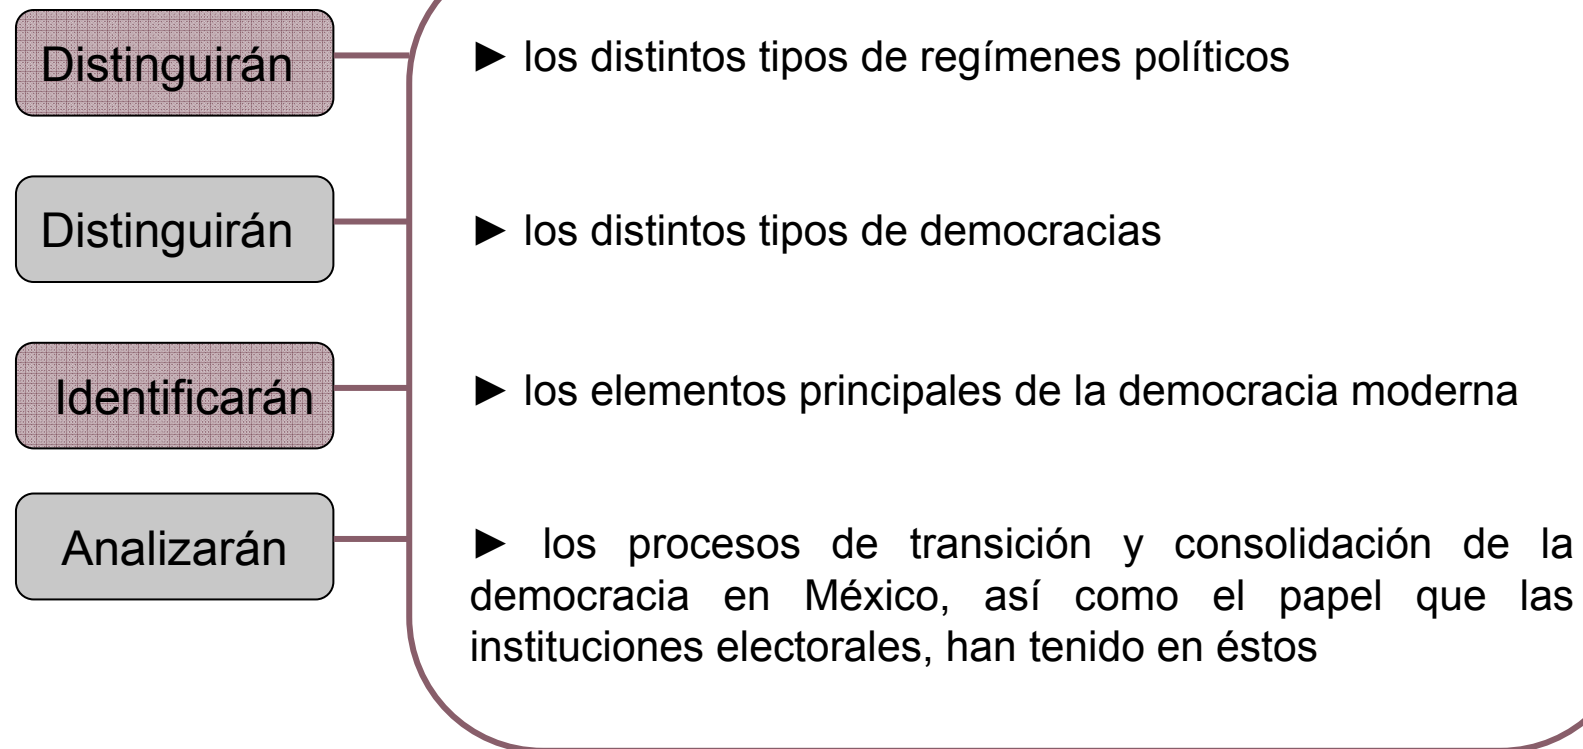 Distinguirán
► los distintos tipos de regímenes políticos
Distinguirán
► los distintos tipos de democracias
Identificarán
► los elementos principales de la democracia moderna
Analizarán
► los procesos de transición y consolidación de la
democracia en México, así como el papel que las
instituciones electorales, han tenido en éstos